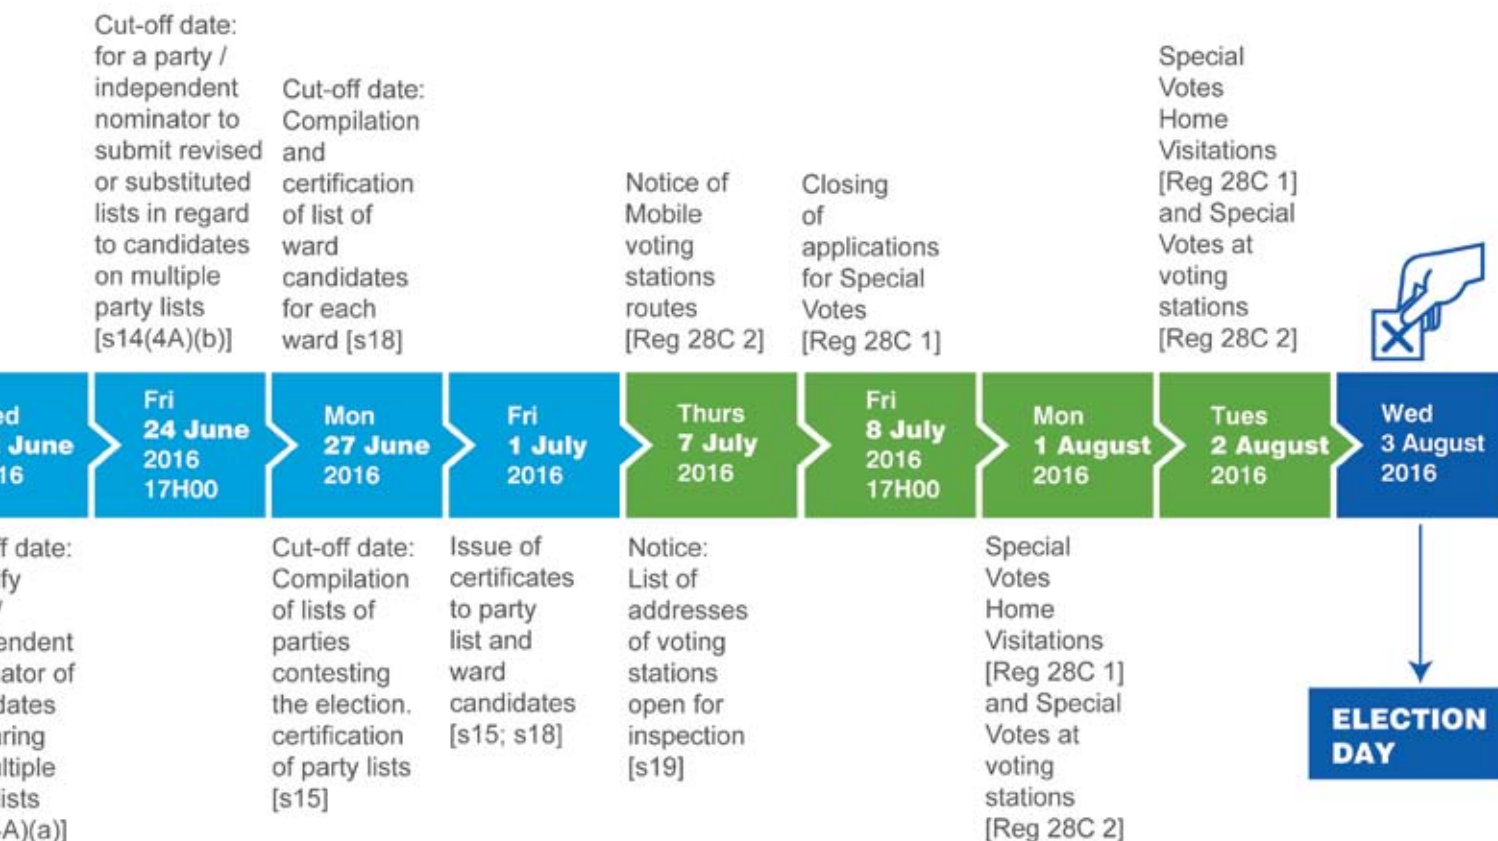 Cut-off date:
for a party /
independent
nominator to
submit revised
or substituted
lists in regard
to candidates
on multiple
party lists
[s14(4A)(b)]
Cut-off date:
Compilation
and
certification
of list of
ward
candidates
for each
ward [s18]
Notice of
Mobile
voting
stations
routes
[Reg 28C 2]
Closing
of
applications
for Special
Votes
[Reg 28C 1]
Special
Votes
Home
Visitations
[Reg 28C 1]
and Special
Votes at
voting
stations
[Reg 28C 2]
June
Fri
24 June
2016
17H00
Mon
27 June
2016
Fri
1 July
2016
Thurs
7 July
2016
Fri
8 July
2016
17H00
Mon
1 August
2016
Tues
2 August
2016
Wed
3 August
2016
date:
Cut-off date:
Compilation
of lists of
parties
contesting
the election.
certification
of party lists
[s15]
Issue of
certificates
to party
list and
ward
candidates
[s15; s18]
Notice:
List of
addresses
of voting
stations
open for
inspection
[s19]
Special
Votes
Home
Visitations
[Reg 28C 1]
and Special
Votes at
voting
stations
[Reg 28C 2]
ELECTION
DAY